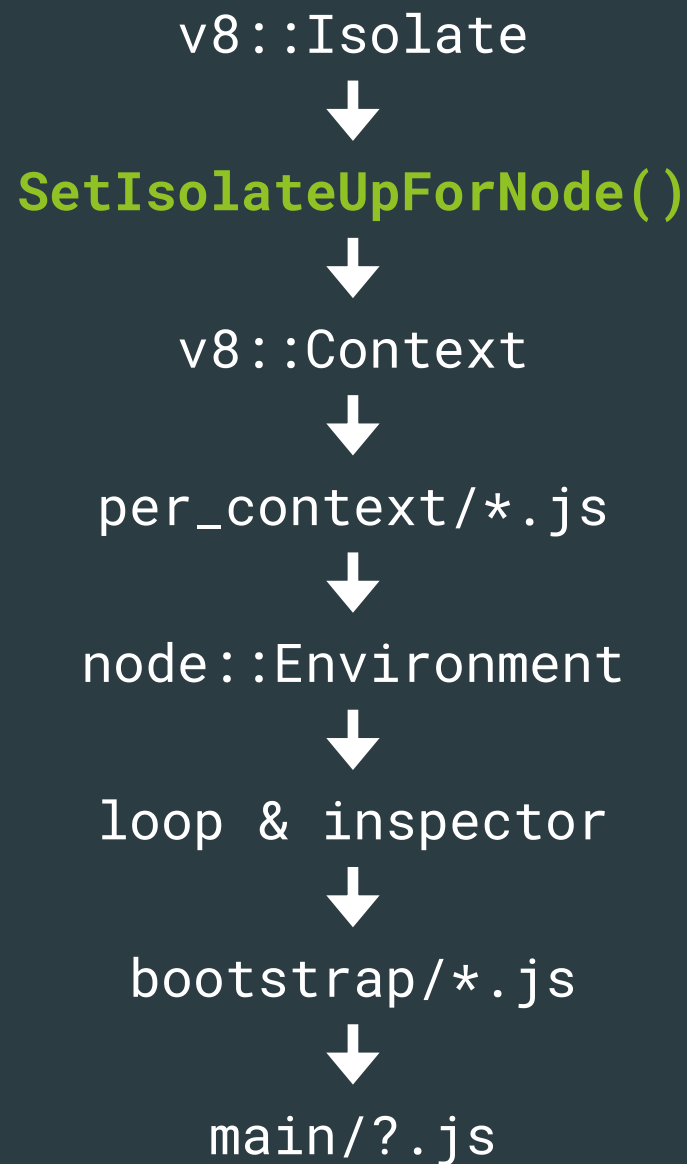 v8::Isolate
SetIsolateUpForNode()
v8::Context
per_context/*.js
node::Environment
loop & inspector
bootstrap/*.js
main/?.js